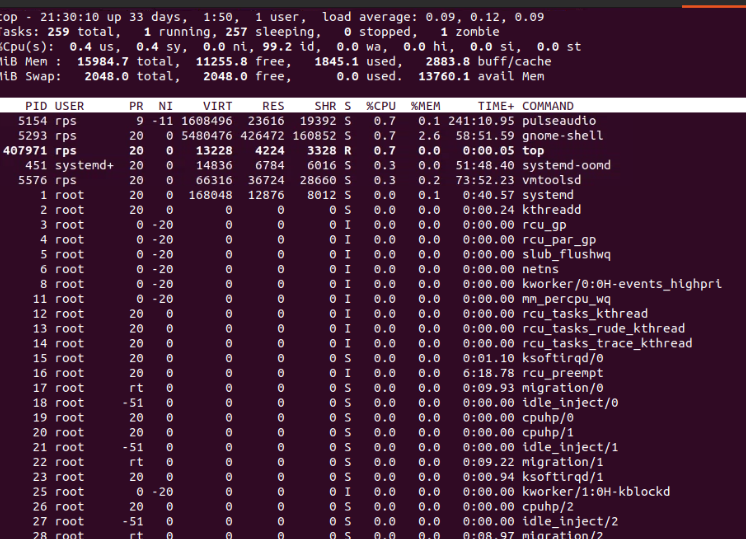 top - 21:30:10 up 33 days,  1:50,  1 user,  load average: 0.09, 0.12, 0.09
Tasks: 259 total,   1 running, 257 sleeping,   0 stopped,   1 zombie
%Cpu(s):  0.4 us,  0.4 sy,  0.0 ni, 99.2 id,  0.0 wa,  0.0 hi,  0.0 si,  0.0 st
MiB Mem :  15984.7 total,  11255.8 free,   1845.1 used,   2883.8 buff/cache
MiB Swap:   2048.0 total,   2048.0 free,      0.0 used.  13760.1 avail Mem
PID USER      PR  NI    VIRT    RES    SHR S  %CPU  %MEM     TIME+ COMMAND
5154 rps        9 -11 1608496  23616  19392 S   0.7   0.1 241:10.95 pulseaudio
5293 rps       20   0 5480476 426472 160852 S   0.7   2.6  58:51.59 gnome-shell
407971 rps       20   0   13228   4224   3328 R   0.7   0.0   0:00.05 top
451 systemd+  20   0   14836   6784   6016 S   0.3   0.0  51:48.40 systemd-oomd
5576 rps       20   0   66316  36724  28660 S   0.3   0.2  73:52.23 vmtoolsd
1 root      20   0  168048  12876   8012 S   0.0   0.1   0:40.57 systemd
2 root      20   0       0      0      0 S   0.0   0.0   0:00.24 kthreadd
3 root       0 -20       0      0      0 I   0.0   0.0   0:00.00 rcu_gp
4 root       0 -20       0      0      0 I   0.0   0.0   0:00.00 rcu_par_gp
5 root       0 -20       0      0      0 I   0.0   0.0   0:00.00 slub_flushwq
6 root       0 -20       0      0      0 I   0.0   0.0   0:00.00 netns
8 root       0 -20       0      0      0 I   0.0   0.0   0:00.00 kworker/0:0H-events_highpri
11 root       0 -20       0      0      0 I   0.0   0.0   0:00.00 mm_percpu_wq
12 root      20   0       0      0      0 I   0.0   0.0   0:00.00 rcu_tasks_kthread
13 root      20   0       0      0      0 I   0.0   0.0   0:00.00 rcu_tasks_rude_kthread
14 root      20   0       0      0      0 I   0.0   0.0   0:00.00 rcu_tasks_trace_kthread
15 root      20   0       0      0      0 S   0.0   0.0   0:01.10 ksoftirqd/0
16 root      20   0       0      0      0 I   0.0   0.0   6:18.78 rcu_preempt
17 root      rt   0       0      0      0 S   0.0   0.0   0:09.93 migration/0
18 root     -51   0       0      0      0 S   0.0   0.0   0:00.00 idle_inject/0
19 root      20   0       0      0      0 S   0.0   0.0   0:00.00 cpuhp/0
20 root      20   0       0      0      0 S   0.0   0.0   0:00.00 cpuhp/1
21 root     -51   0       0      0      0 S   0.0   0.0   0:00.00 idle_inject/1
22 root      rt   0       0      0      0 S   0.0   0.0   0:09.22 migration/1
23 root      20   0       0      0      0 S   0.0   0.0   0:00.94 ksoftirqd/1
25 root       0 -20       0      0      0 I   0.0   0.0   0:00.00 kworker/1:0H-kblockd
26 root      20   0       0      0      0 S   0.0   0.0   0:00.00 cpuhp/2
27 root     -51   0       0      0      0 S   0.0   0.0   0:00.00 idle_inject/2
28 root      rt   0       0      0      0 S   0.0   0.0   0:08.97 migration/2